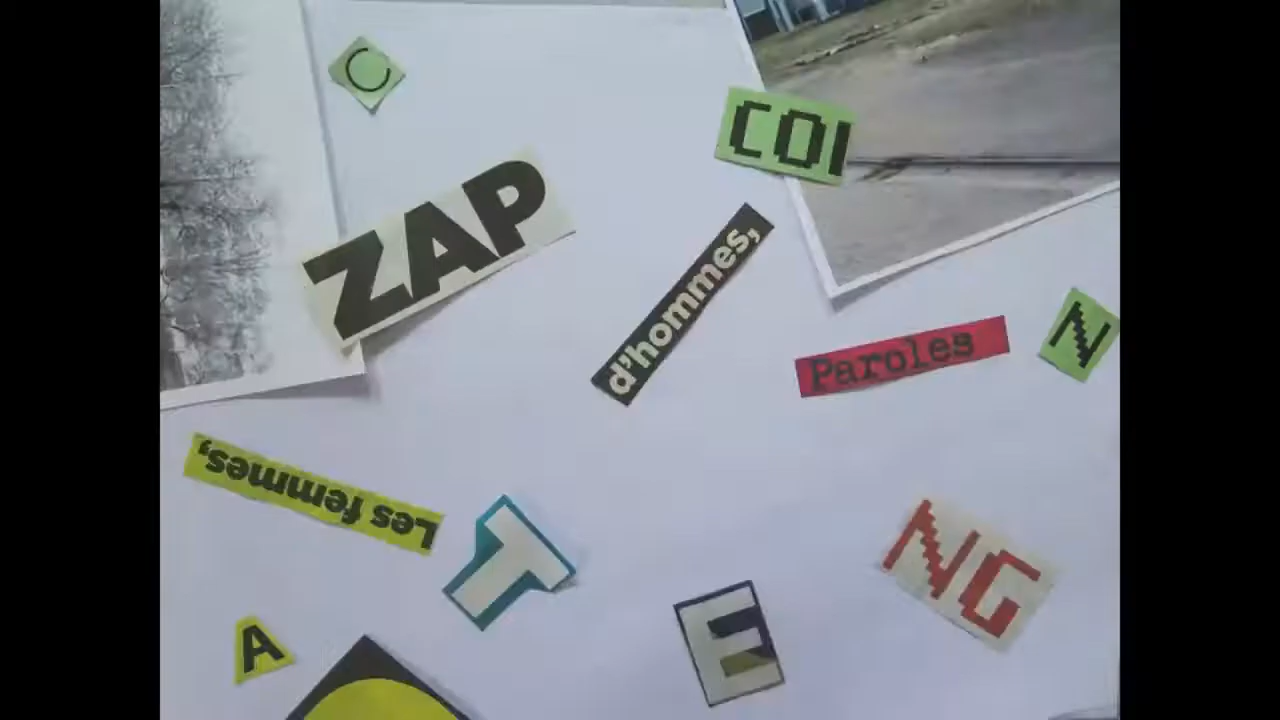 C
COI
ZAP
d'hommes,
Paroles
N
Les femmes,
T
NG
E
A